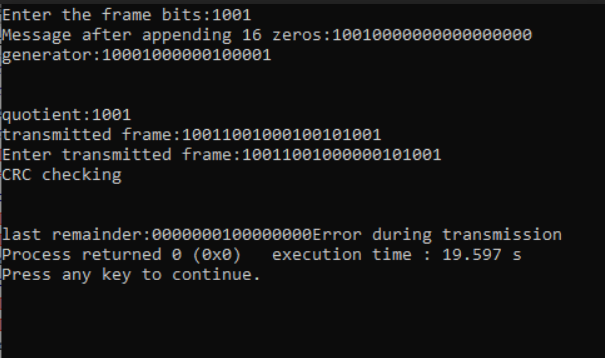 Enter the frame bits:1001
Message after appending 16 zeros:10010000000000000000
generator:10001000000100001
quotient:1001
transmitted frame:10011001000100101001
Enter transmitted frame:10011001000000101001
CRC checking
last remainder:0000000100000000Error during transmission
Process returned 0 (0x0)   execution time : 19.597 s
Press any key to continue.